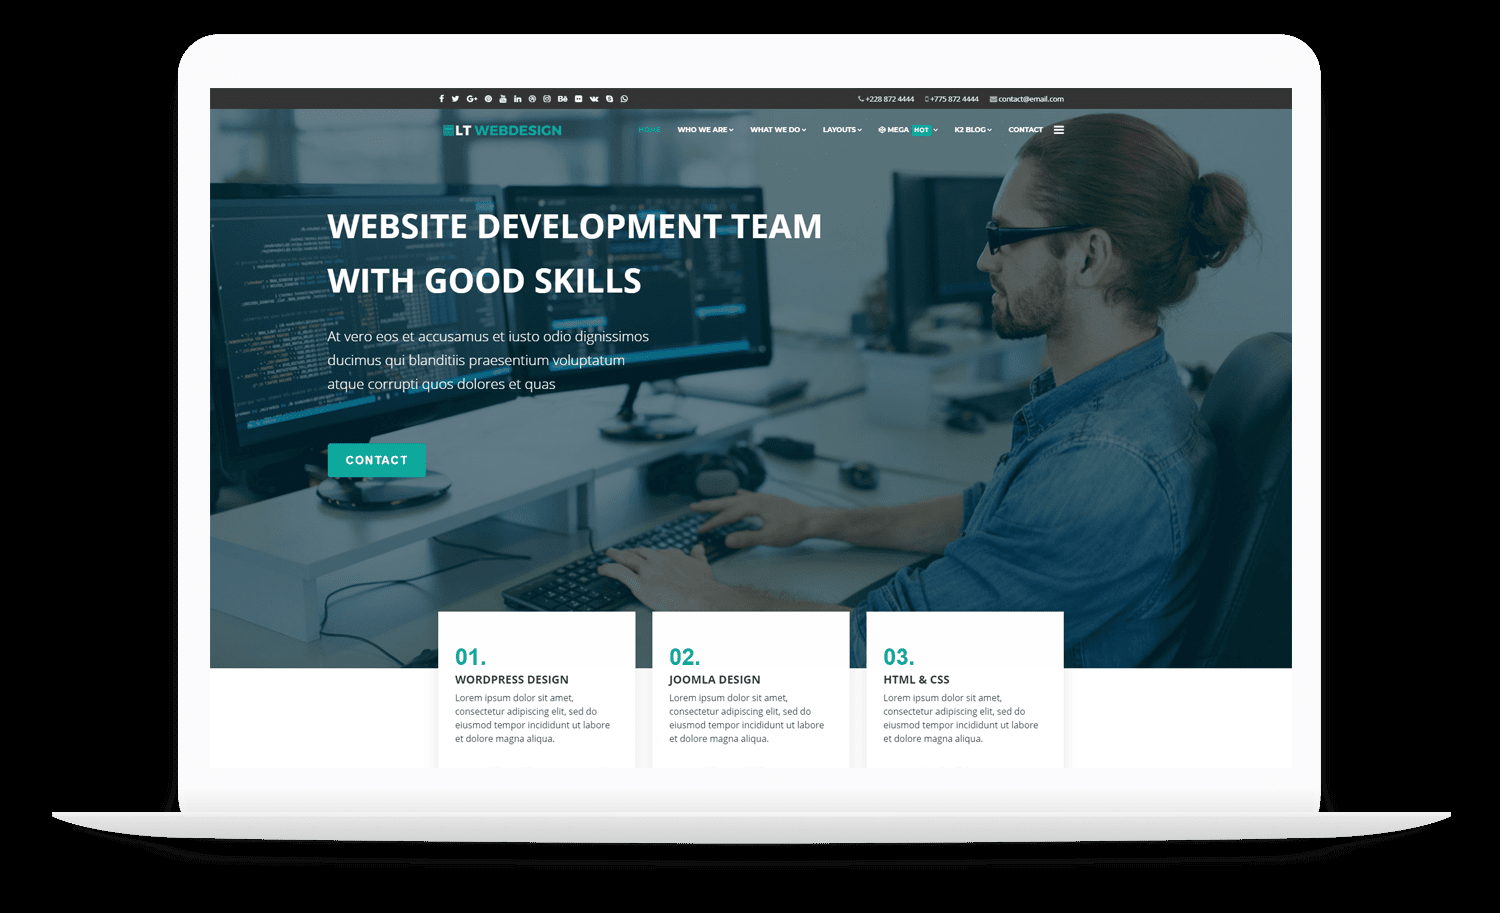 +228 872 4444 +775 872 4444 contact@email.com
LT WEBDESIGN HOME WHO WE ARE WHAT WE DO LAYOUTS MEGA HOT K2 BLOG CONTACT
WEBSITE DEVELOPMENT TEAM
WITH GOOD SKILLS
At vero eos et accusamus et iusto odio dignissimos
ducimus qui blanditiis praesentium voluptatum
atque corrupti quos dolores et quas
CONTACT
01.
WORDPRESS DESIGN
Lorem ipsum dolor sit amet,
consectetur adipiscing elit, sed do
eiusmod tempor incididunt ut labore
et dolore magna aliqua.
02.
JOOMLA DESIGN
Lorem ipsum dolor sit amet,
consectetur adipiscing elit, sed do
eiusmod tempor incididunt ut labore
et dolore magna aliqua.
03.
HTML & CSS
Lorem ipsum dolor sit amet,
consectetur adipiscing elit, sed do
eiusmod tempor incididunt ut labore
et dolore magna aliqua.